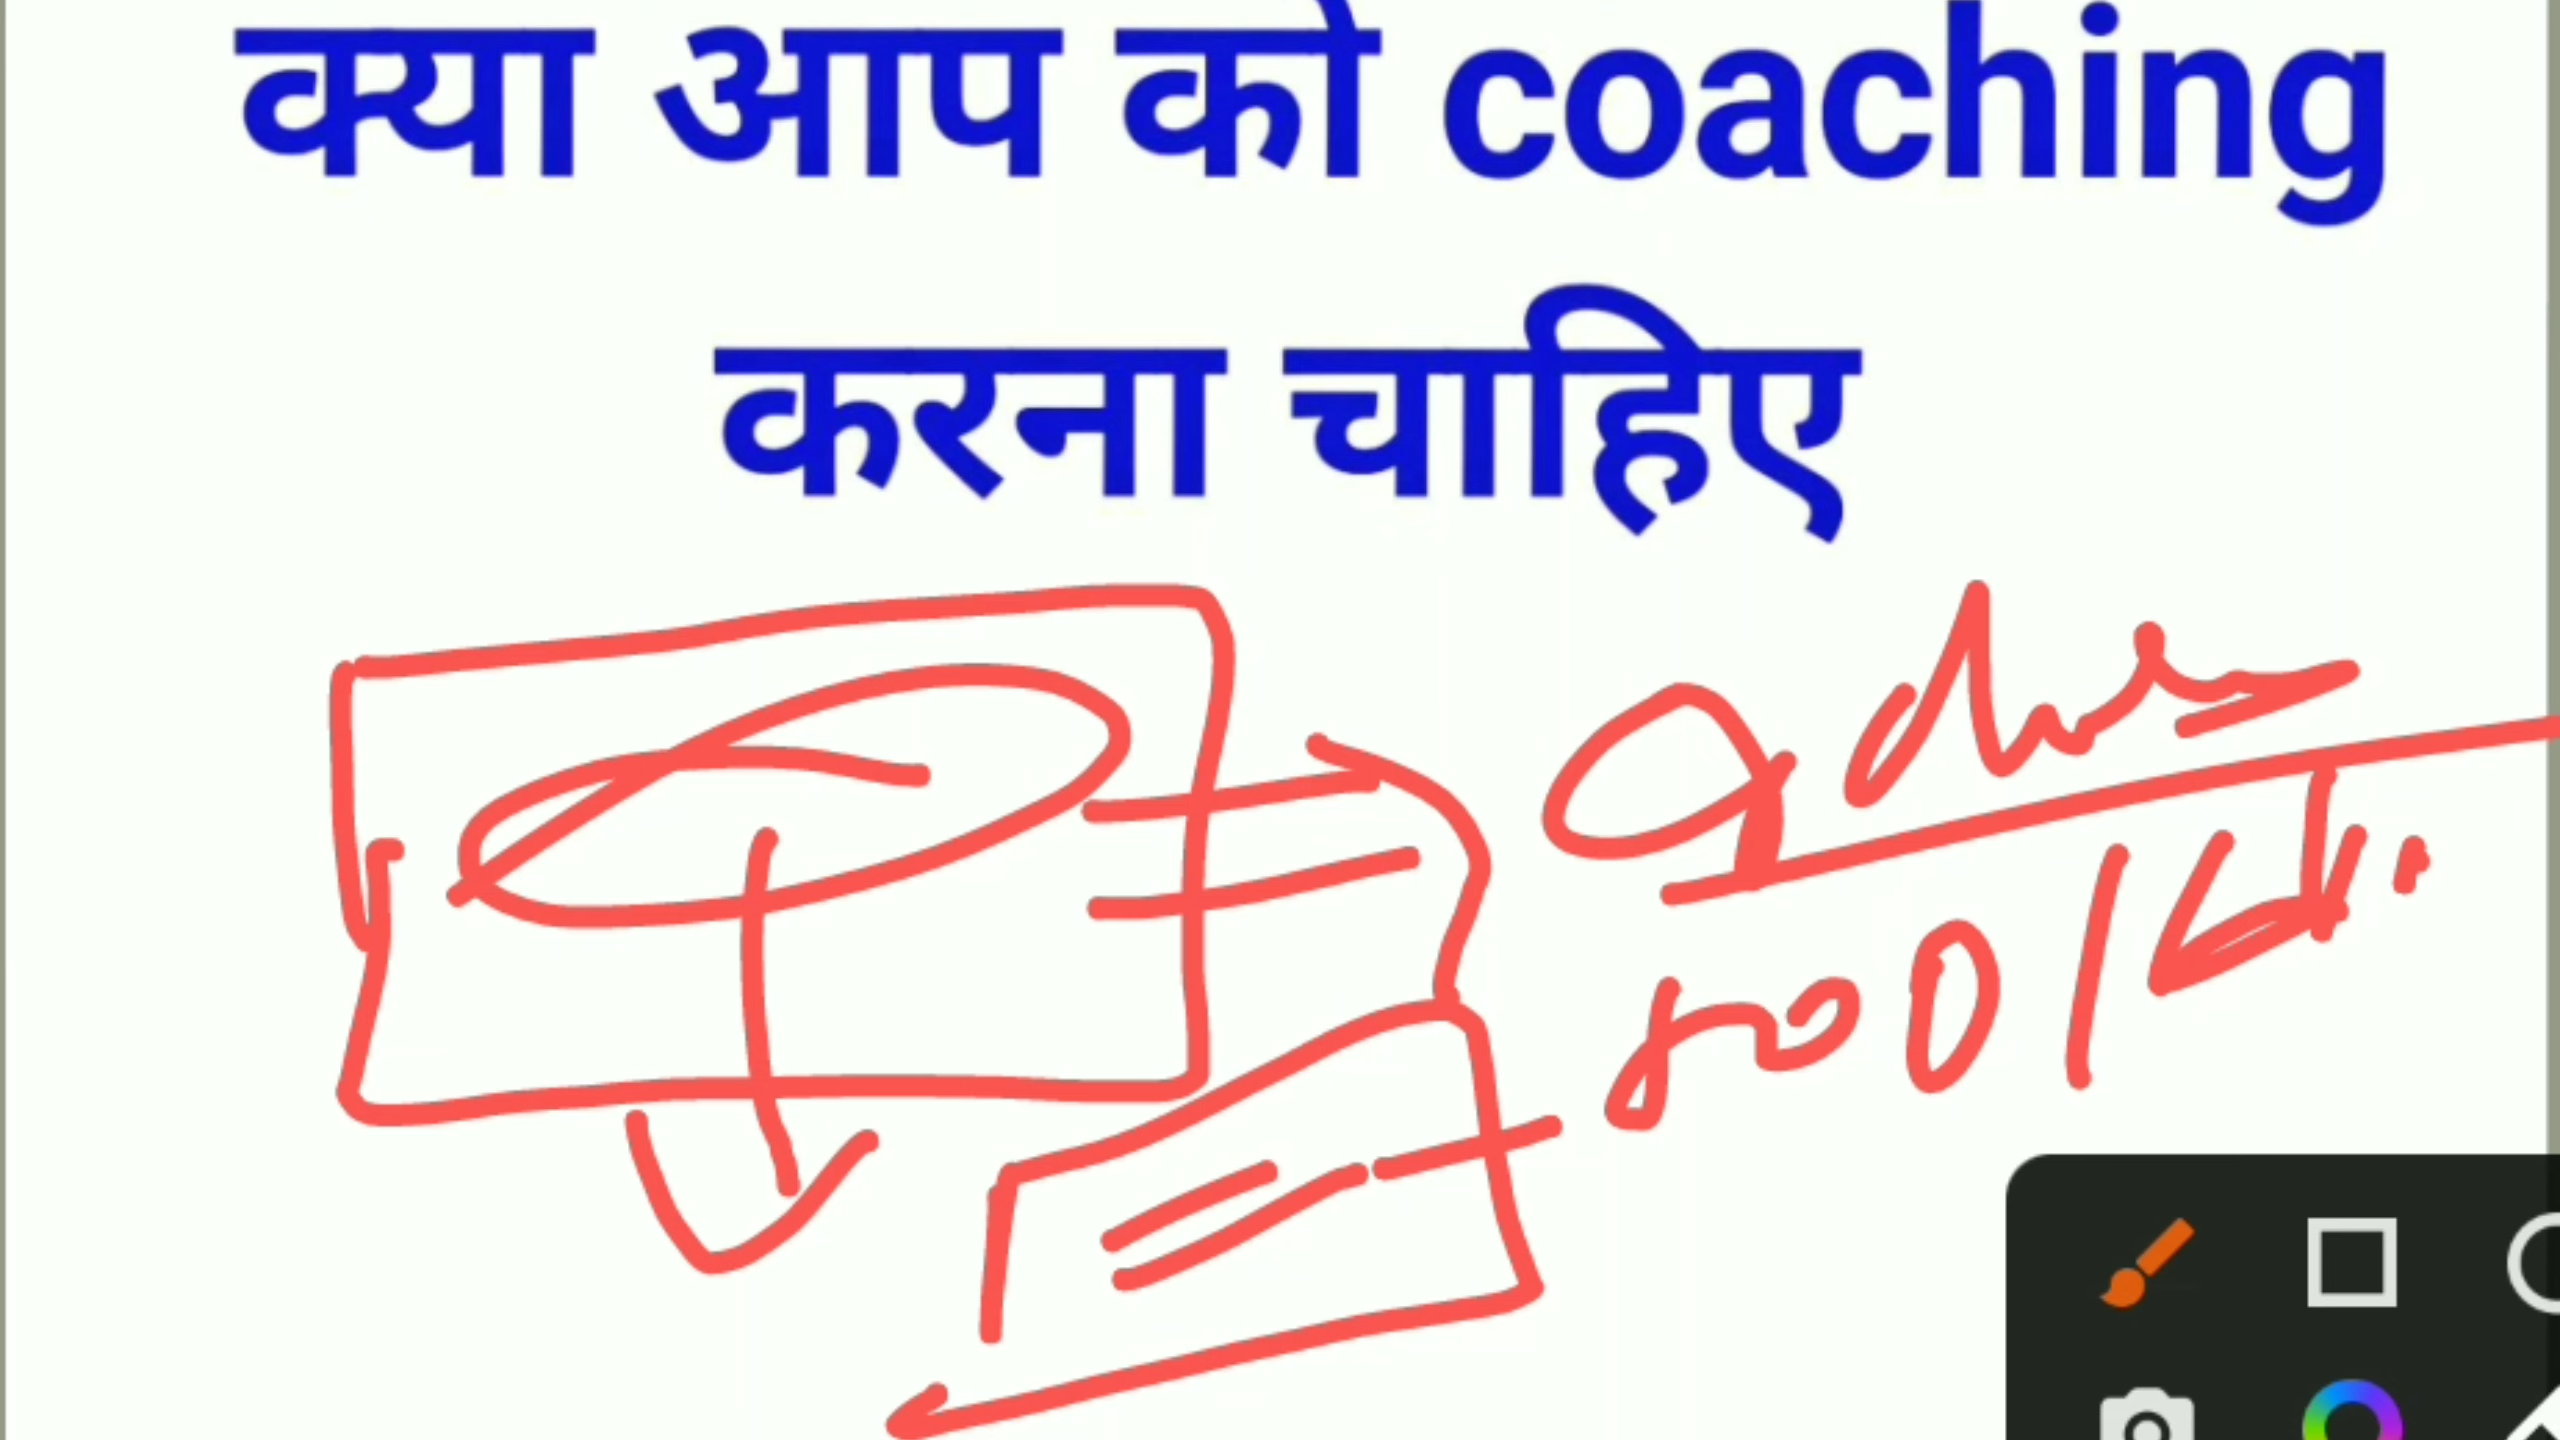 क्या आप को coaching
करना चाहिए